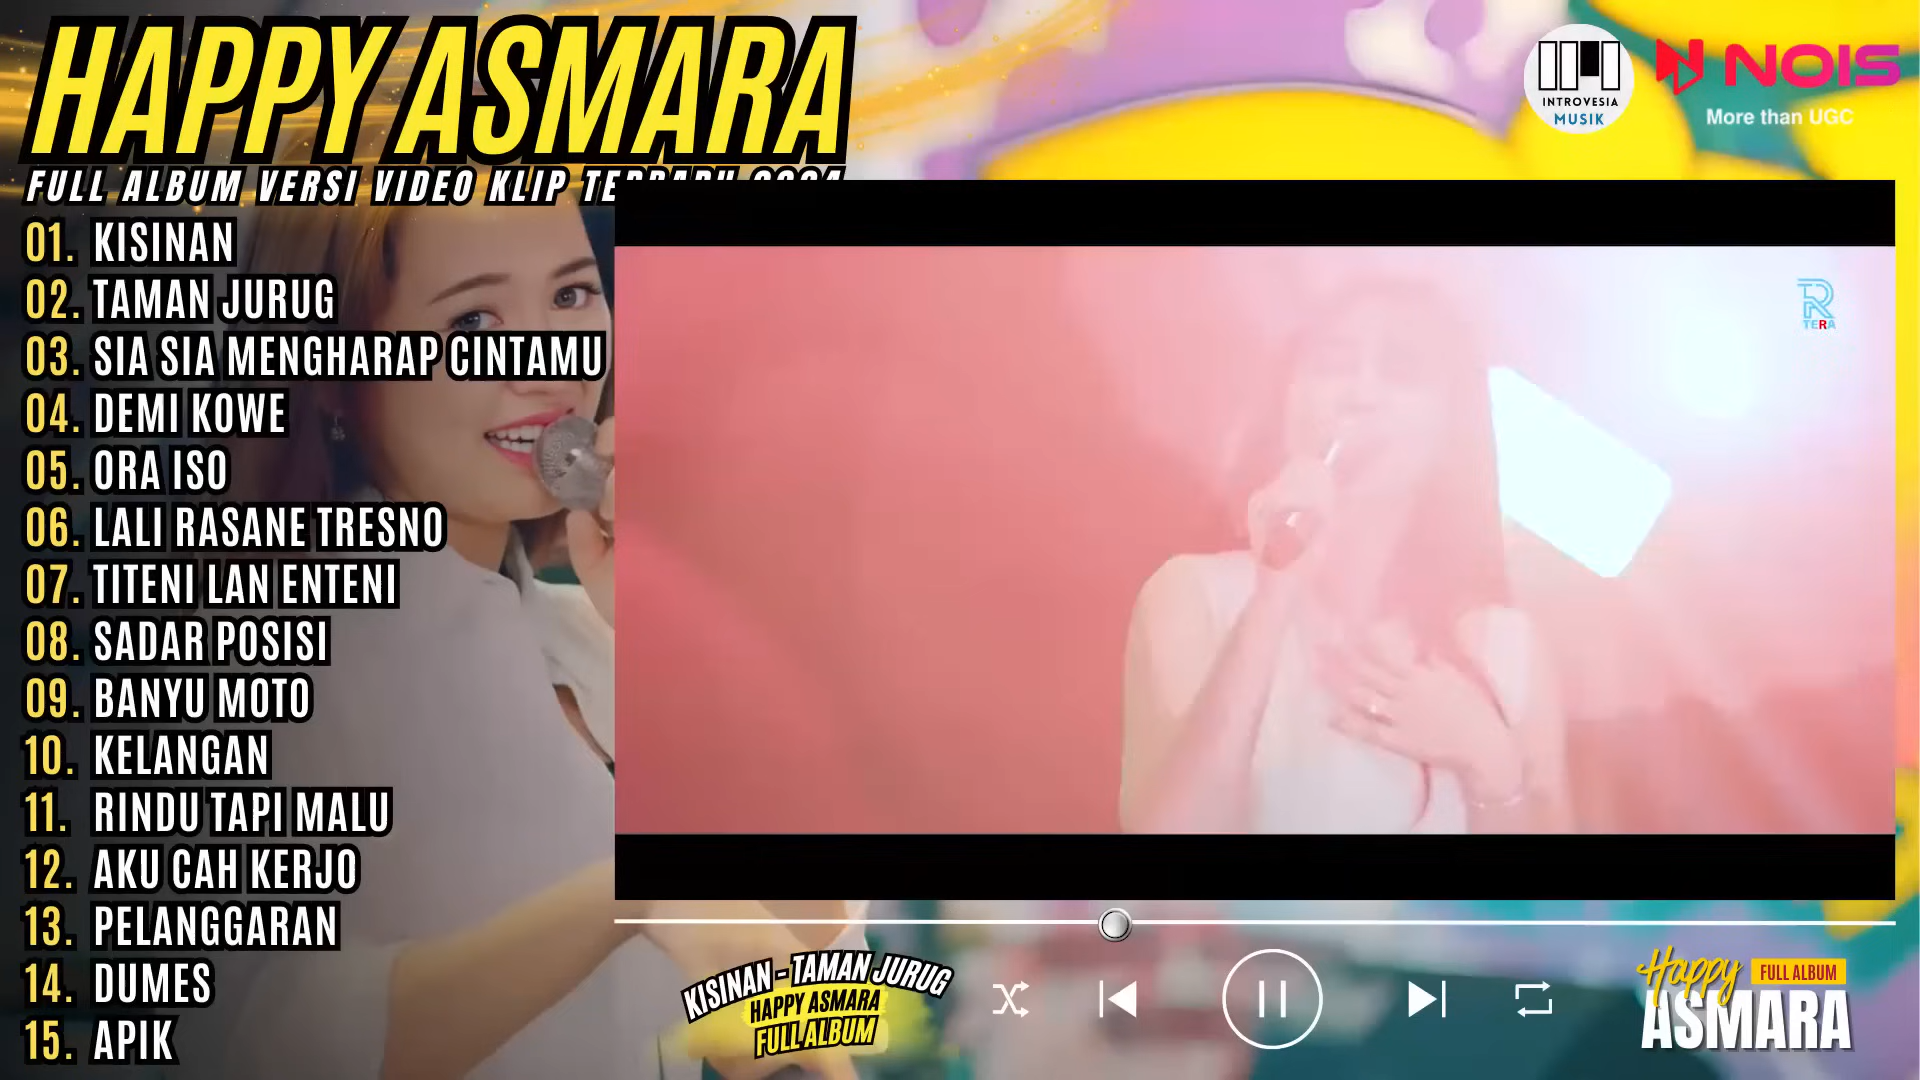 HAPPY ASMARA
FULL ALBUM VERSI VIDEO KLIP
INTROVESIA
MUSIK
NOIS
More than UGC
01. KISINAN
02. TAMAN JURUG
03. SIA SIA MENGHARAP CINTAMU
04. DEMI KOWE
05. ORA ISO
06. LALI RASANE TRESNO
07. TITENI LAN ENTENI
08. SADAR POSISI
09. BANYU MOTO
10. KELANGAN
11. RINDU TAPI MALU
12. AKU CAH KERJO
13. PELANGGARAN
14. DUMES
15. APIK
TERA
KISINAN - TAMAN JURUG
HAPPY ASMARA
FULL ALBUM
Happy FULL ALBUM
ASMARA